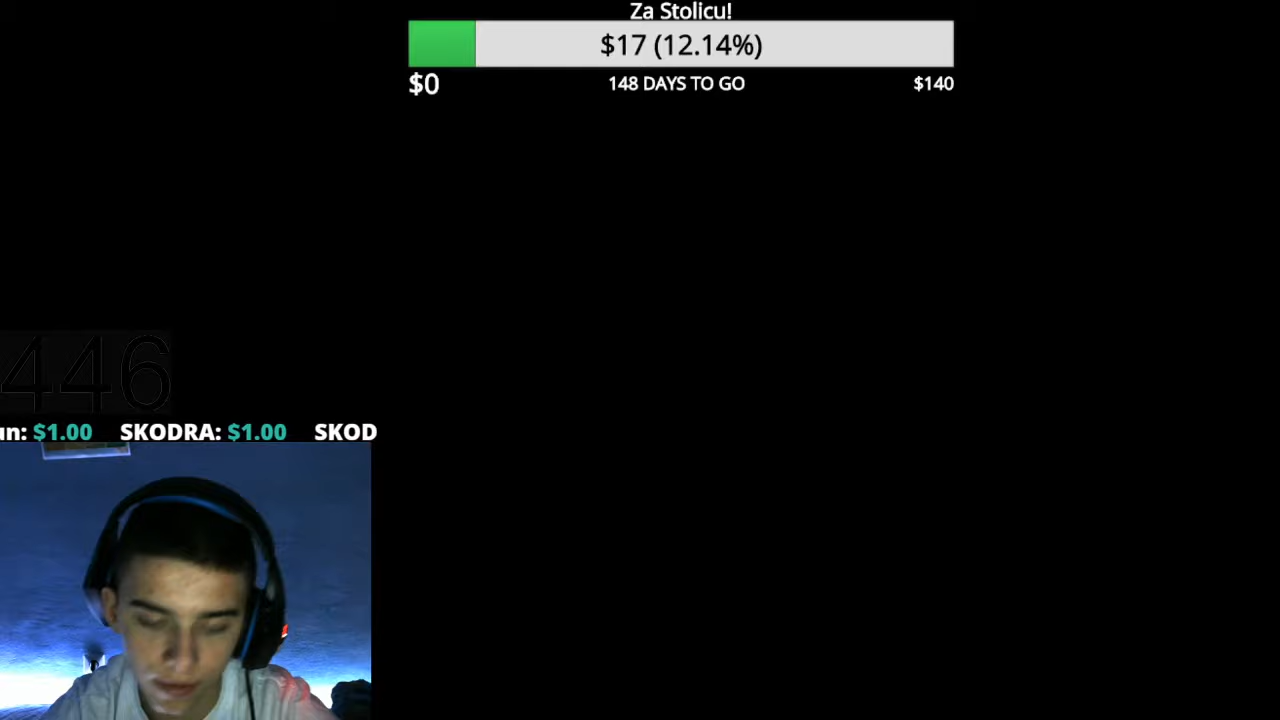 Za Stolicu!
$17 (12.14%)
$0 148 DAYS TO GO $140
446
un: $1.00 SKODRA: $1.00 SKOD